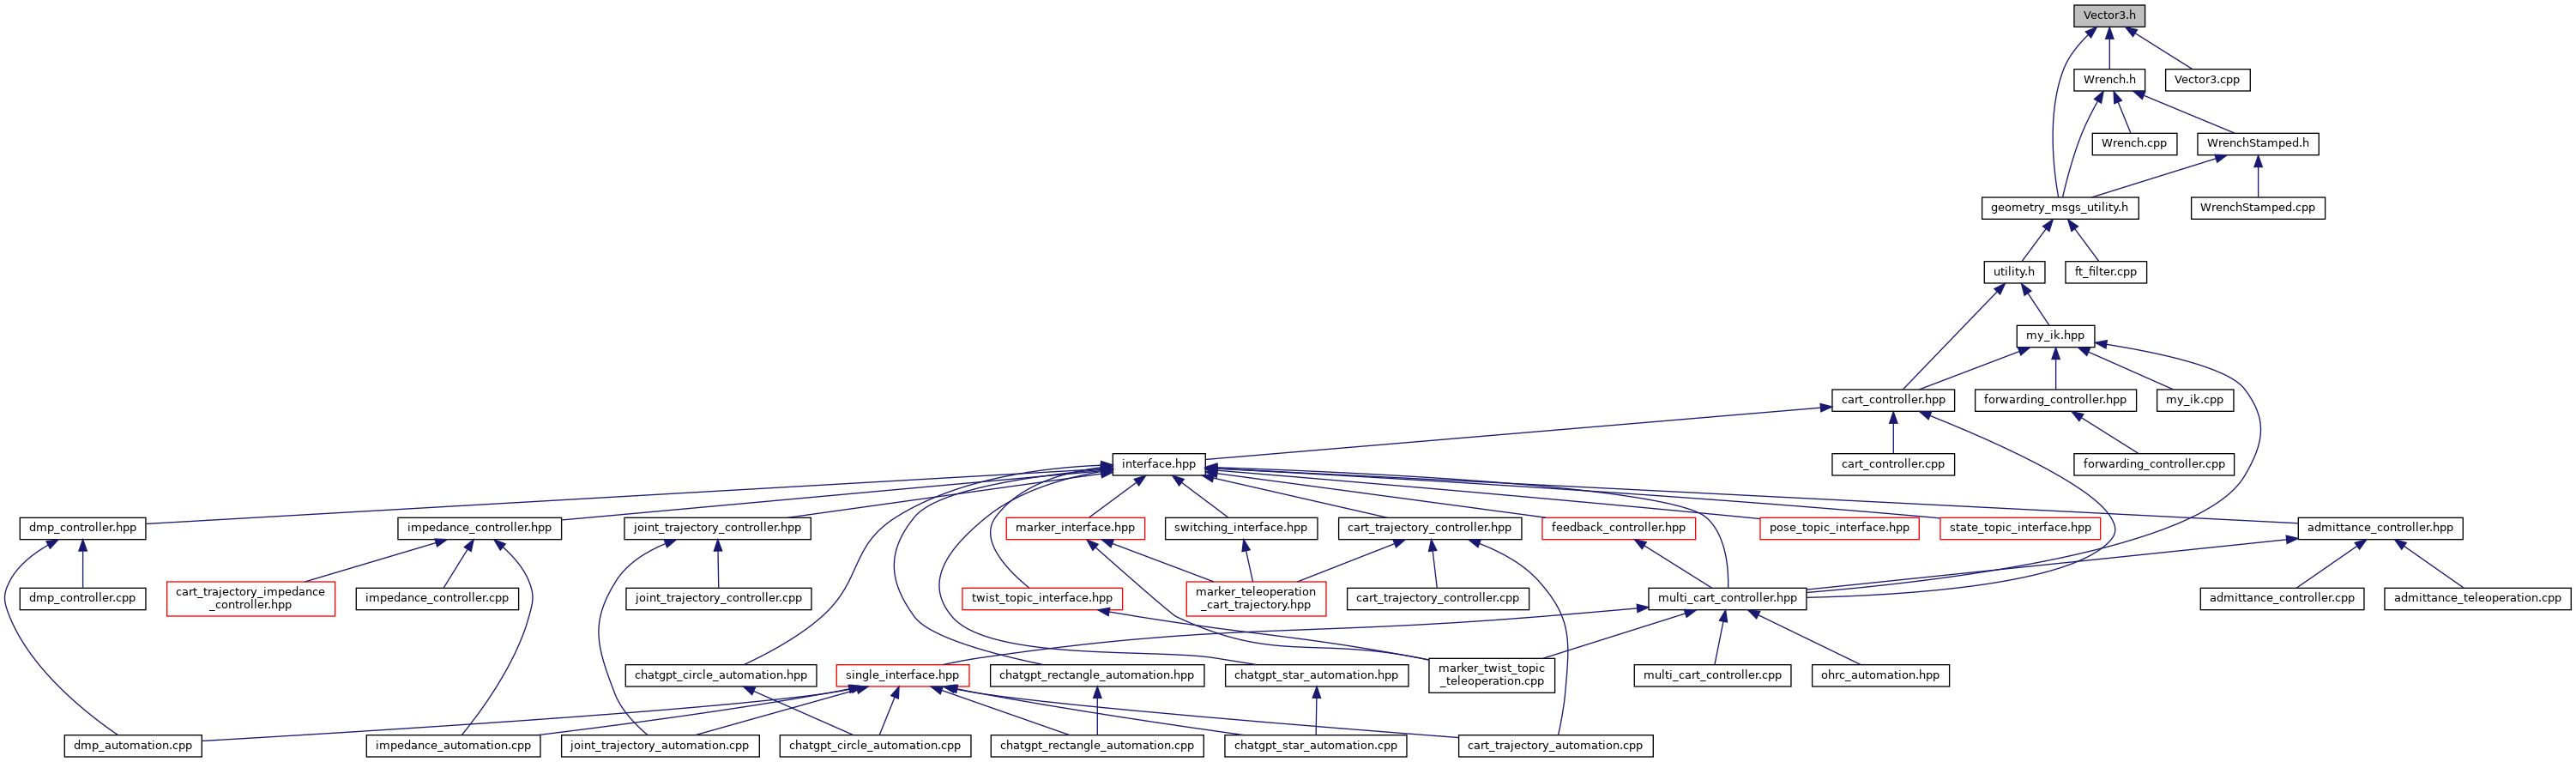 Vector3.h
Wrench.h
Vector3.cpp
Wrench.cpp
WrenchStamped.h
geometry_msgs_utility.h
WrenchStamped.cpp
utility.h
ft_filter.cpp
my_ik.hpp
cart_controller.hpp
forwarding_controller.hpp
my_ik.cpp
interface.hpp
cart_controller.cpp
forwarding_controller.cpp
dmp_controller.hpp
impedance_controller.hpp
joint_trajectory_controller.hpp
marker_interface.hpp
switching_interface.hpp
cart_trajectory_controller.hpp
feedback_controller.hpp
pose_topic_interface.hpp
state_topic_interface.hpp
admittance_controller.hpp
dmp_controller.cpp
cart_trajectory_impedance
_controller.hpp
impedance_controller.cpp
joint_trajectory_controller.cpp
twist_topic_interface.hpp
marker_teleoperation
_cart_trajectory.hpp
cart_trajectory_controller.cpp
multi_cart_controller.hpp
admittance_controller.cpp
admittance_teleoperation.cpp
chatgpt_circle_automation.hpp
single_interface.hpp
chatgpt_rectangle_automation.hpp
chatgpt_star_automation.hpp
marker_twist_topic
_teleoperation.cpp
multi_cart_controller.cpp
ohrc_automation.hpp
dmp_automation.cpp
impedance_automation.cpp
joint_trajectory_automation.cpp
chatgpt_circle_automation.cpp
chatgpt_rectangle_automation.cpp
chatgpt_star_automation.cpp
cart_trajectory_automation.cpp